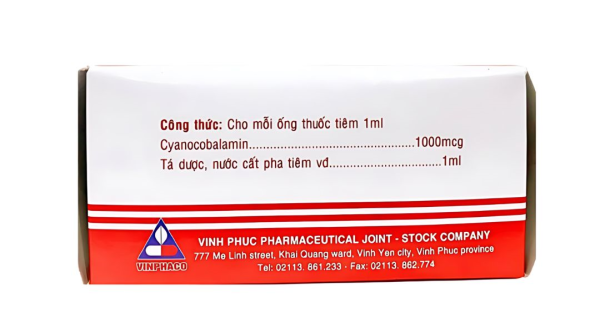 Công thức: Cho mỗi ống thuốc tiêm 1ml
Cyanocobalamin................................................1000mcg
Tá dược, nước cất pha tiêm vđ................................1ml
VINPHACO
VINH PHUC PHARMACEUTICAL JOINT - STOCK COMPANY
777 Me Linh street, Khai Quang ward, Vinh Yen city, Vinh Phuc province
Tel: 02113. 861.233 - Fax: 02113. 862.774